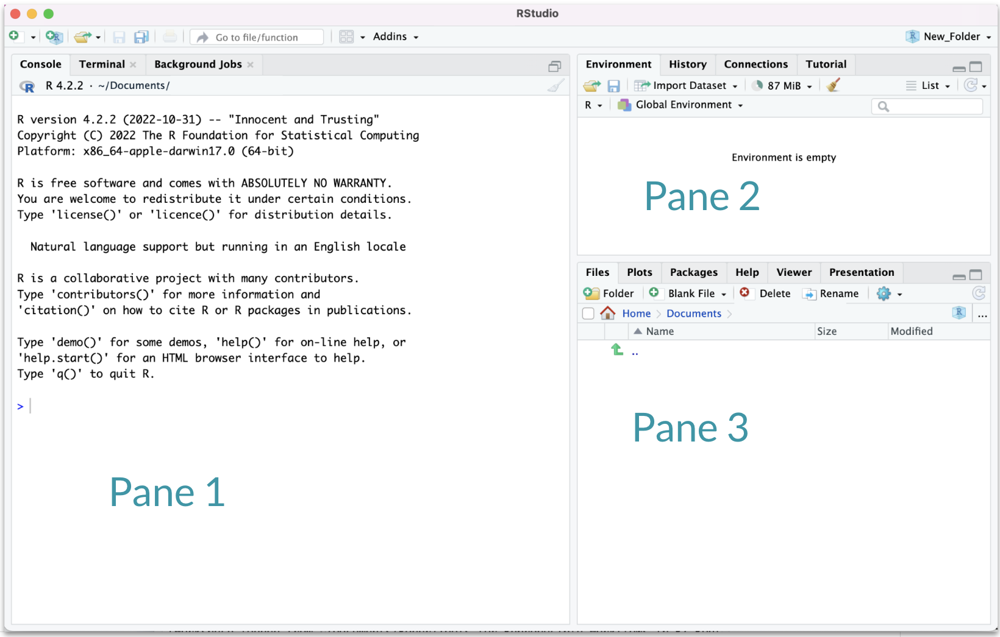 RStudio
Go to file/function
Addins
New_Folder
Console Terminal Background Jobs
R 4.2.2 · ~/Documents/
R version 4.2.2 (2022-10-31) -- "Innocent and Trusting"
Copyright (C) 2022 The R Foundation for Statistical Computing
Platform: x86_64-apple-darwin17.0 (64-bit)
R is free software and comes with ABSOLUTELY NO WARRANTY.
You are welcome to redistribute it under certain conditions.
Type 'license()' or 'licence()' for distribution details.
Natural language support but running in an English locale
R is a collaborative project with many contributors.
Type 'contributors()' for more information and
'citation()' on how to cite R or R packages in publications.
Type 'demo()' for some demos, 'help()' for on-line help, or
'help.start()' for an HTML browser interface to help.
Type 'q()' to quit R.
>
Pane 1
Environment History Connections Tutorial
Import Dataset 87 MiB List
R Global Environment
Environment is empty
Pane 2
Files Plots Packages Help Viewer Presentation
Folder Blank File Delete Rename
Home Documents ...
Name Size Modified
..
Pane 3